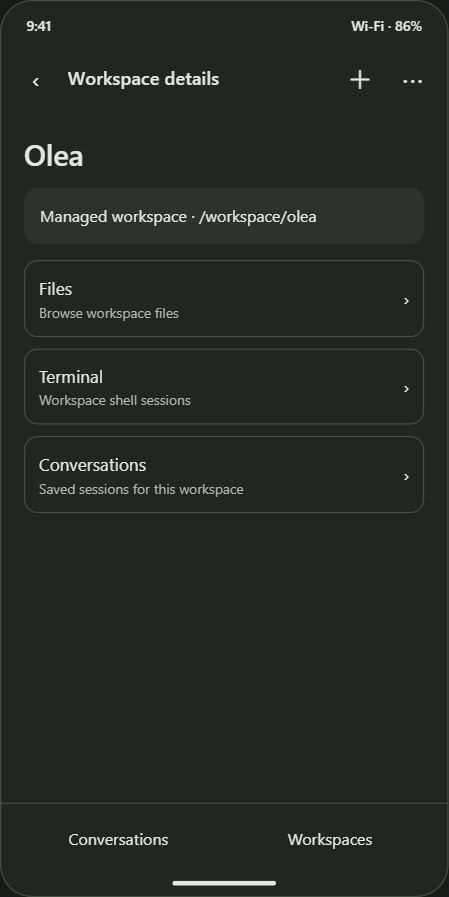 9:41 Wi-Fi · 86%
‹ Workspace details + ...
Olea
Managed workspace · /workspace/olea
Files
Browse workspace files
›
Terminal
Workspace shell sessions
›
Conversations
Saved sessions for this workspace
›
Conversations Workspaces